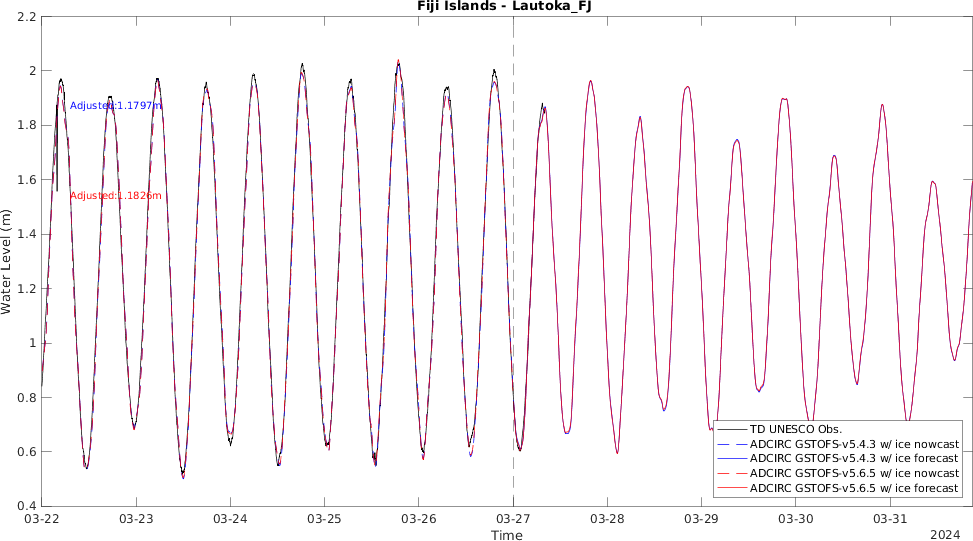 Fiji Islands - Lautoka_FJ
2.2
2
1.8
1.6
1.4
1.2
1
0.8
0.6
0.4
Water Level (m)
Adjusted:1.1797m
Adjusted:1.1826m
TD UNESCO Obs.
ADCIRC GSTOFS-v5.4.3 w/ ice nowcast
ADCIRC GSTOFS-v5.4.3 w/ ice forecast
ADCIRC GSTOFS-v5.6.5 w/ ice nowcast
ADCIRC GSTOFS-v5.6.5 w/ ice forecast
03-22 03-23 03-24 03-25 03-26 03-27 03-28 03-29 03-30 03-31
Time
2024